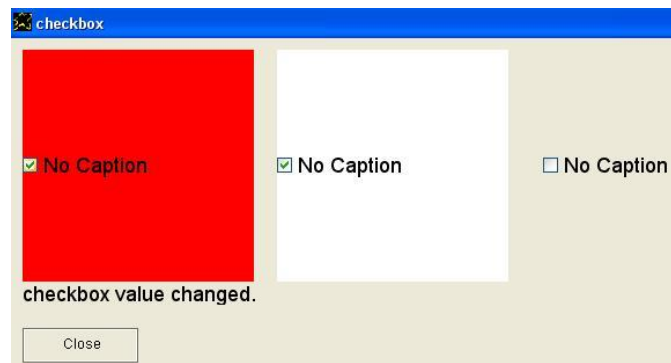 checkbox
No Caption No Caption No Caption
checkbox value changed.
Close